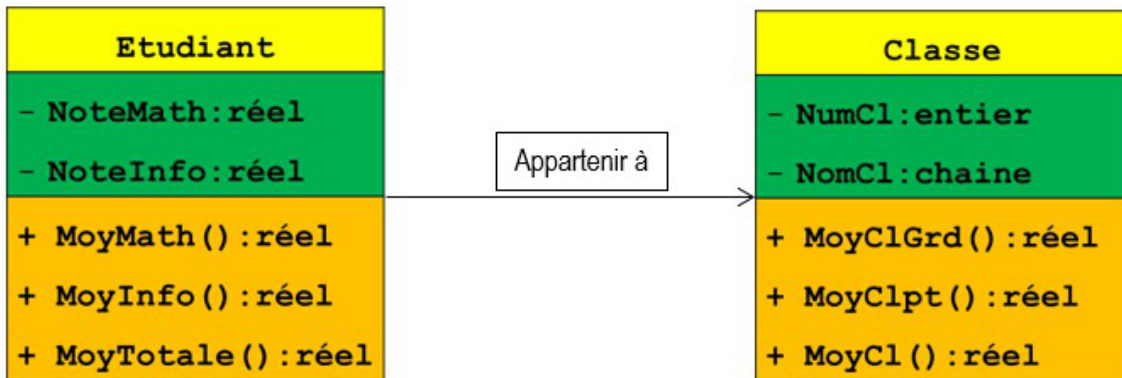 Etudiant
- NoteMath:réel
- NoteInfo:réel
+ MoyMath():réel
+ MoyInfo():réel
+ MoyTotale():réel
Appartenir à
Classe
- NumCl:entier
- NomCl:chaine
+ MoyClGrd():réel
+ MoyClpt():réel
+ MoyCl():réel